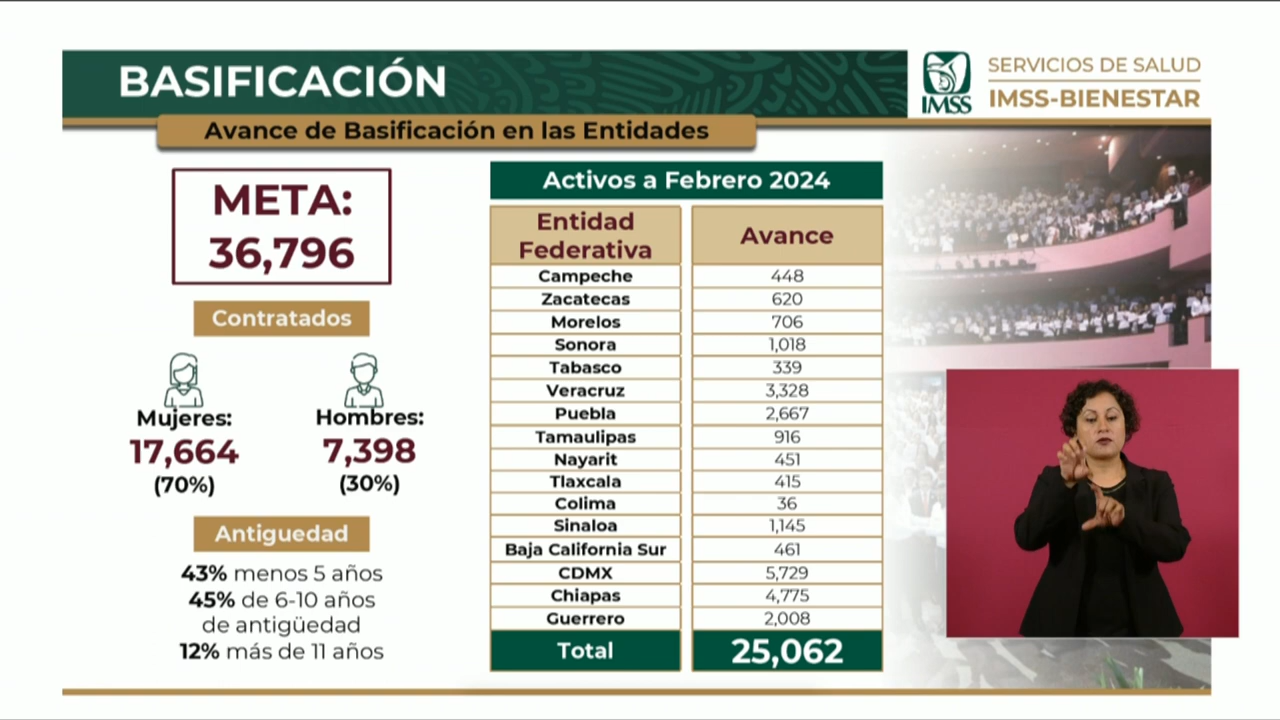 BASIFICACIÓN
IMSS
SERVICIOS DE SALUD
IMSS-BIENESTAR
Avance de Basificación en las Entidades
META:
36,796
Contratados
Mujeres: Hombres:
17,664 7,398
(70%) (30%)
Antiguedad
43% menos 5 años
45% de 6-10 años
de antigüedad
12% más de 11 años
Activos a Febrero 2024
Entidad
Federativa
Avance
Campeche 448
Zacatecas 620
Morelos 706
Sonora 1,018
Tabasco 339
Veracruz 3,328
Puebla 2,667
Tamaulipas 916
Nayarit 451
Tlaxcala 415
Colima 36
Sinaloa 1,145
Baja California Sur 461
CDMX 5,729
Chiapas 4,775
Guerrero 2,008
Total 25,062